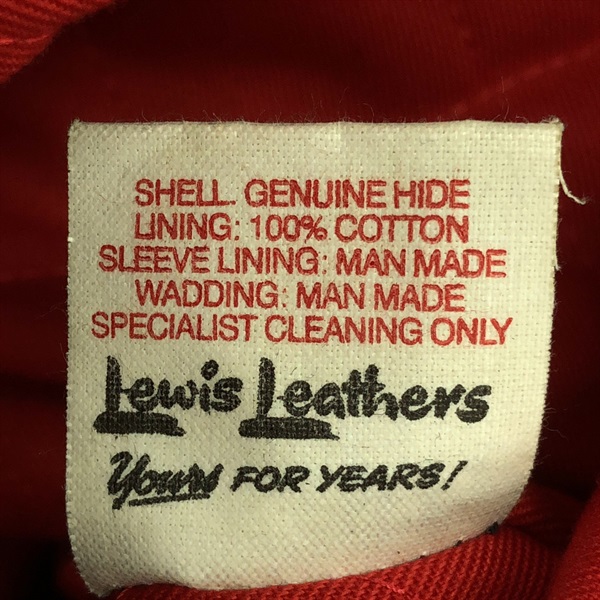 SHELL. GENUINE HIDE
LINING: 100% COTTON
SLEEVE LINING: MAN MADE
WADDING: MAN MADE
SPECIALIST CLEANING ONLY
Lewis Leathers
Yours FOR YEARS!